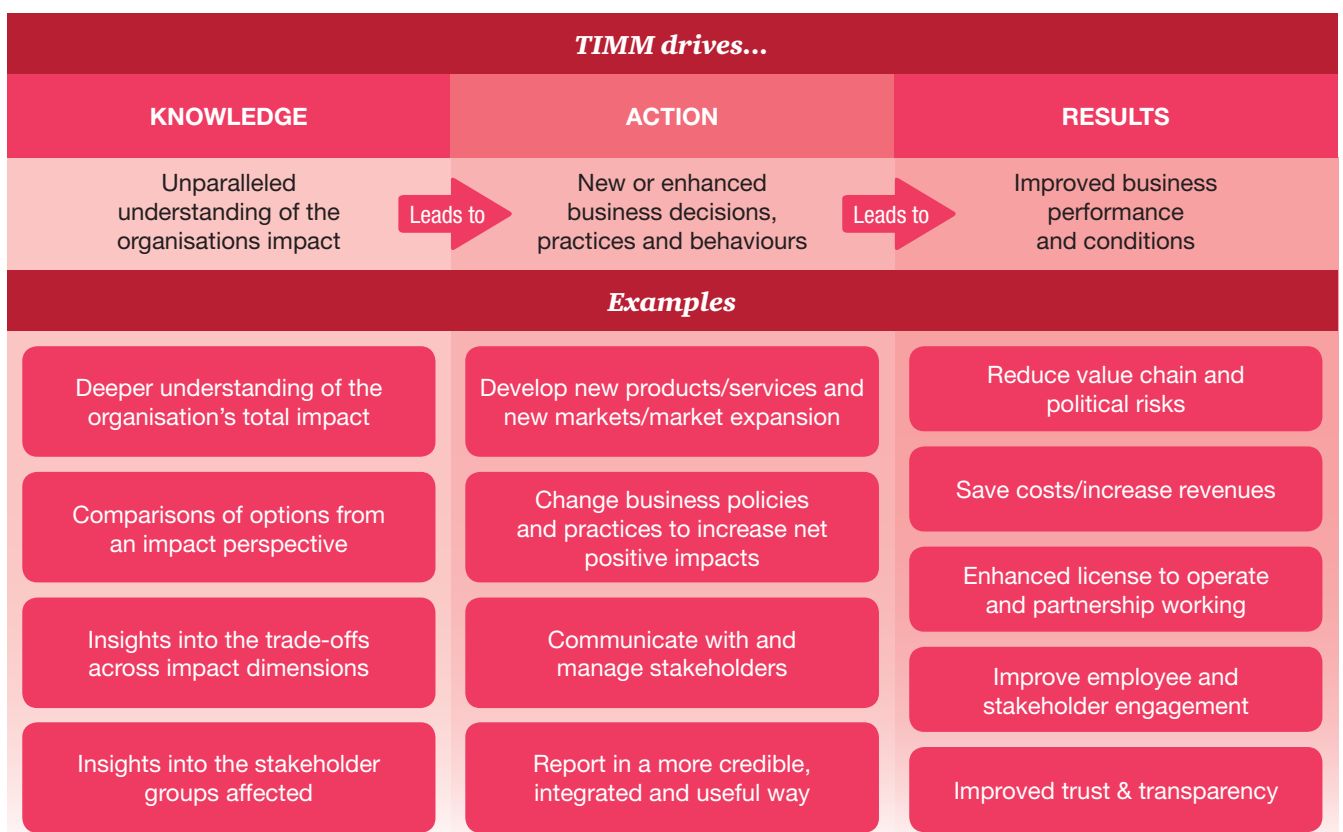 TIMM drives...
KNOWLEDGE
ACTION
RESULTS
Unparalleled
understanding of the
organisations impact
Leads to
New or enhanced
business decisions,
practices and behaviours
Leads to
Improved business
performance
and conditions
Examples
Deeper understanding of the
organisation’s total impact
Comparisons of options from
an impact perspective
Insights into the trade-offs
across impact dimensions
Insights into the stakeholder
groups affected
Develop new products/services and
new markets/market expansion
Change business policies
and practices to increase net
positive impacts
Communicate with and
manage stakeholders
Report in a more credible,
integrated and useful way
Reduce value chain and
political risks
Save costs/increase revenues
Enhanced license to operate
and partnership working
Improve employee and
stakeholder engagement
Improved trust & transparency